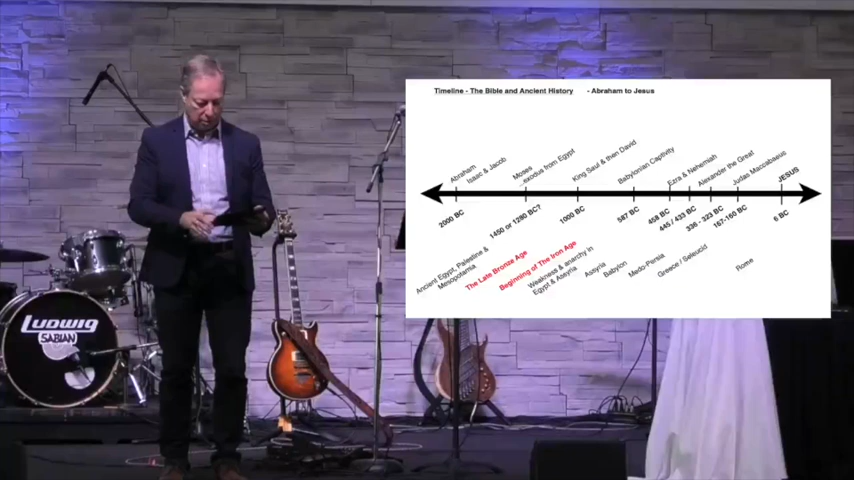 Timeline - The Bible and Ancient History - Abraham to Jesus
Abraham
Isaac & Jacob
Moses
...exodus from Egypt
King Saul & then David
Babylonian Captivity
Ezra & Nehemiah
Alexander the Great
Judas Maccabaeus
JESUS
2000 BC
1450 or 1280 BC?
1000 BC
587 BC
458 BC
445 / 433 BC
336 - 323 BC
167-160 BC
6 BC
Ancient Egypt, Palestine &
Mesopotamia
The Late Bronze Age
Beginning of The Iron Age
Weakness & anarchy in
Egypt & Assyria
Assyria
Babylon
Medo-Persia
Greece / Seleucid
Rome
Ludwig
SABIAN